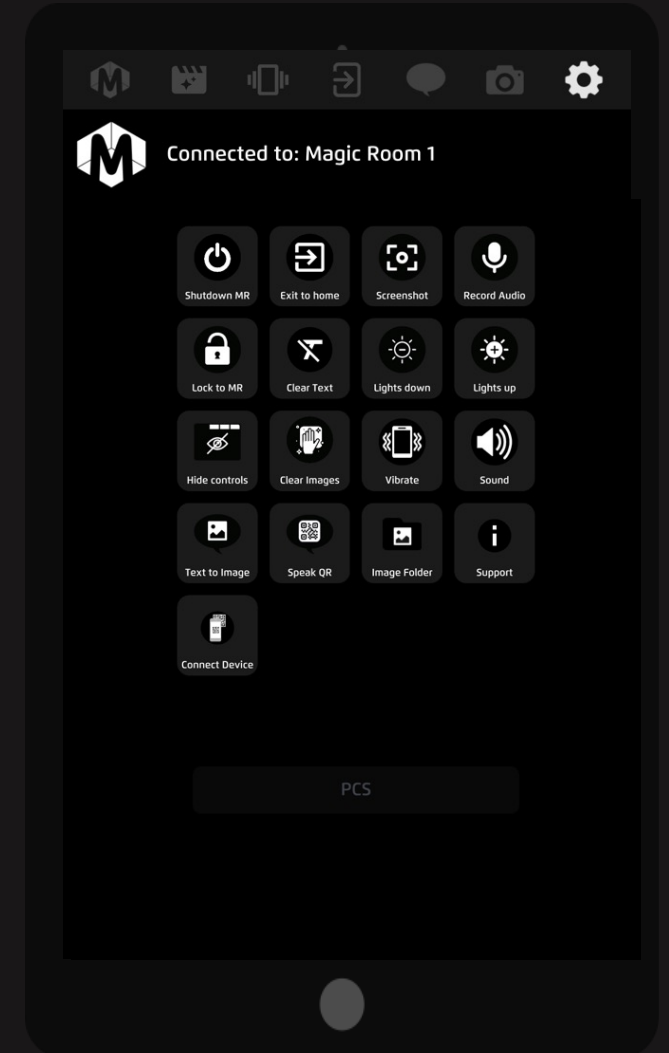 Connected to: Magic Room 1
Shutdown MR
Exit to home
Screenshot
Record Audio
Lock to MR
Clear Text
Lights down
Lights up
Hide controls
Clear Images
Vibrate
Sound
Text to Image
Speak QR
Image Folder
Support
Connect Device
PCS